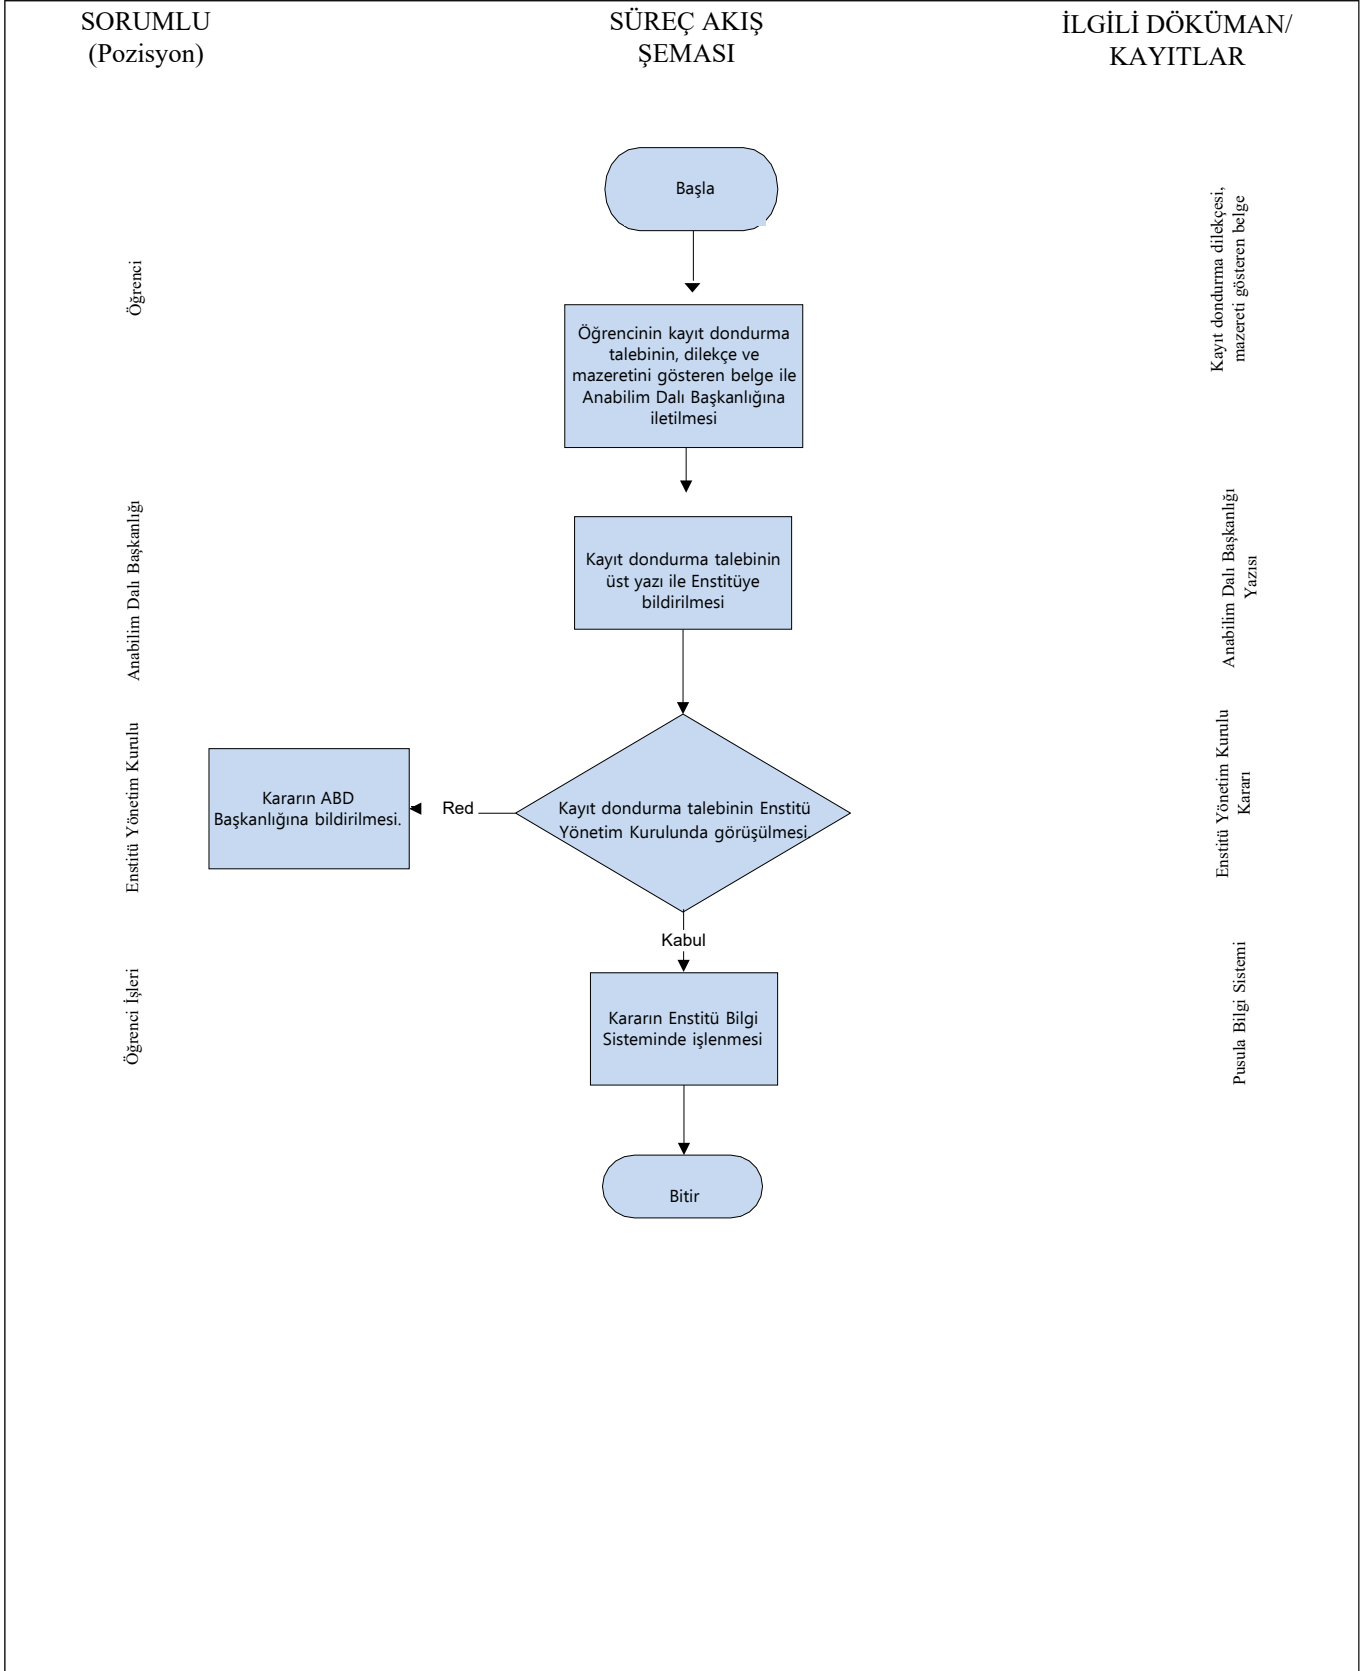 SORUMLU
(Pozisyon)
SÜREÇ AKIŞ
ŞEMASI
İLGİLİ DÖKÜMAN/
KAYITLAR
Başla
Öğrenci
Kayıt dondurma dilekçesi,
mazereti gösteren belge
Öğrencinin kayıt dondurma
talebinin, dilekçe ve
mazeretini gösteren belge ile
Anabilim Dalı Başkanlığına
iletilmesi
Anabilim Dalı Başkanlığı
Kayıt dondurma talebinin
üst yazı ile Enstitüye
bildirilmesi
Anabilim Dalı Başkanlığı
Yazısı
Enstitü Yönetim Kurulu
Kararın ABD
Başkanlığına bildirilmesi.
Red
Kayıt dondurma talebinin Enstitü
Yönetim Kurulunda görüşülmesi
Enstitü Yönetim Kurulu
Kararı
Kabul
Öğrenci İşleri
Kararın Enstitü Bilgi
Sisteminde işlenmesi
Pusula Bilgi Sistemi
Bitir